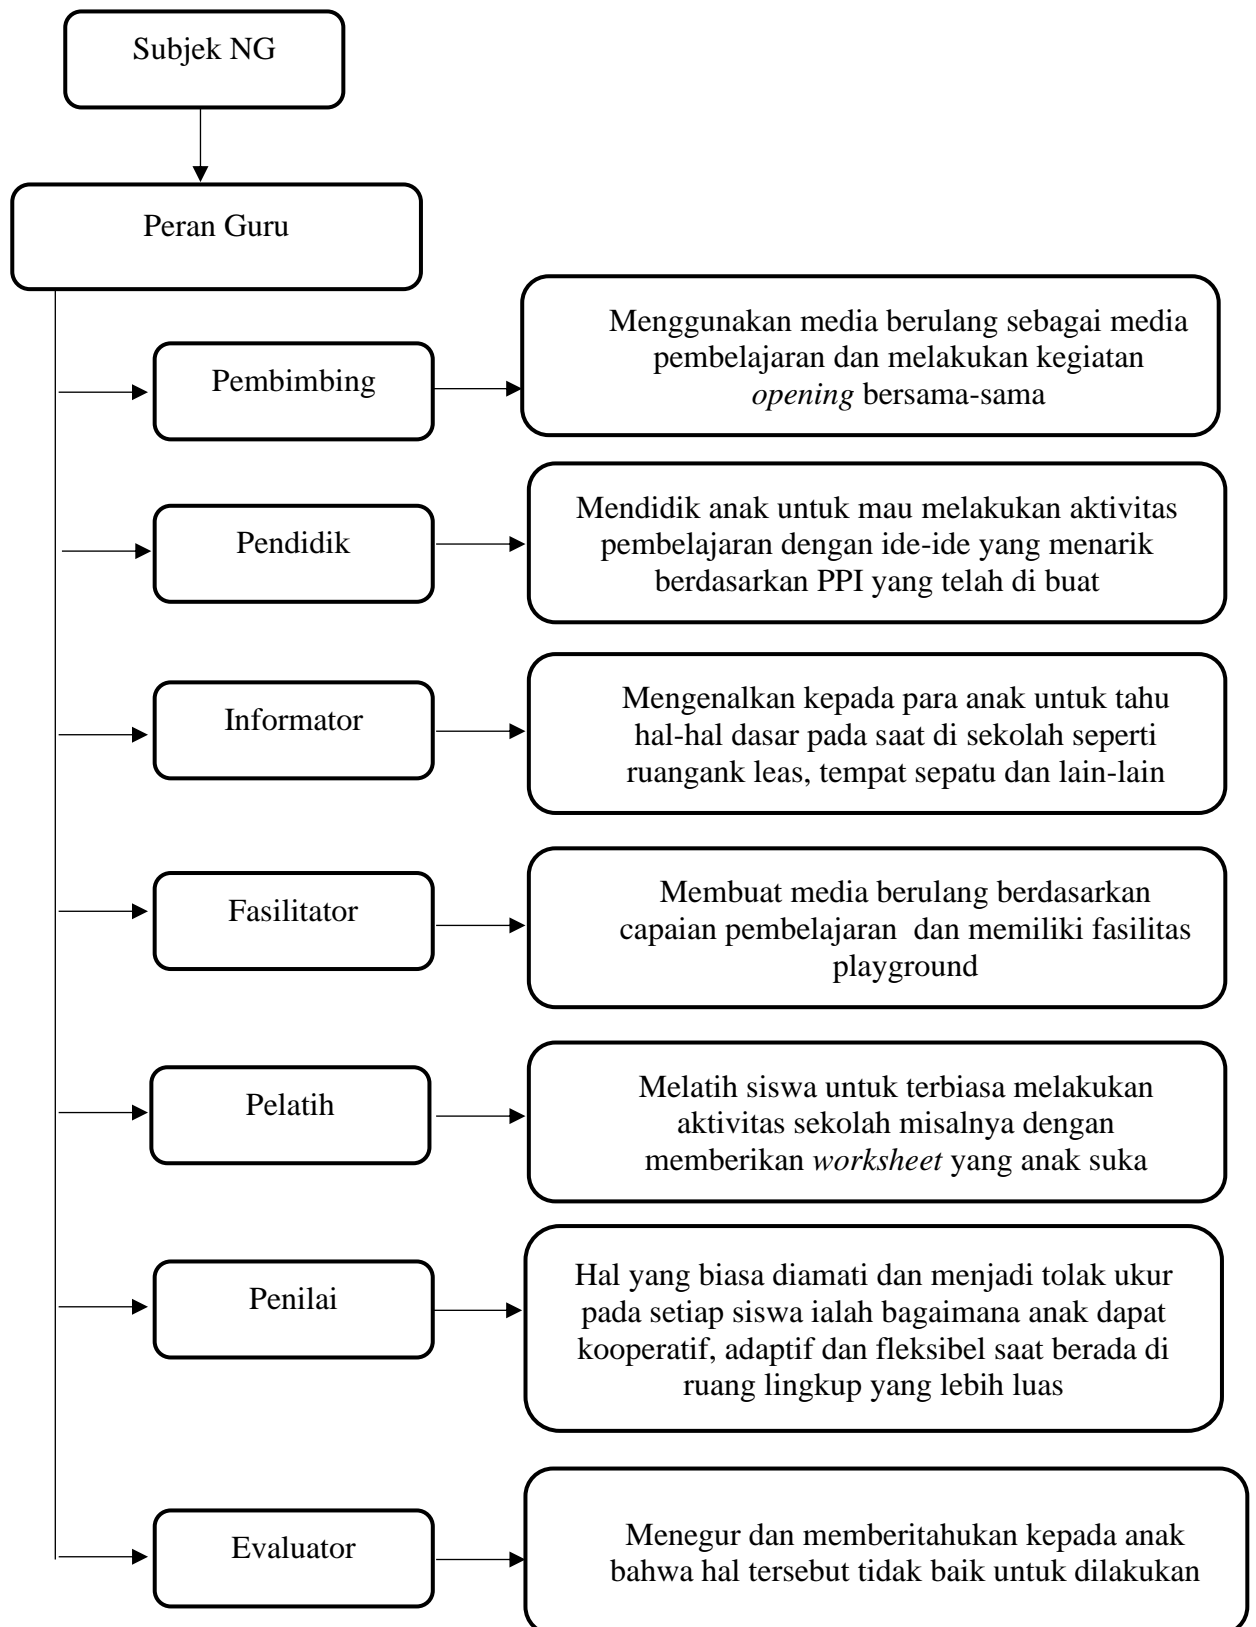 Subjek NG
Peran Guru
Pembimbing
Menggunakan media berulang sebagai media
pembelajaran dan melakukan kegiatan
opening bersama-sama
Pendidik
Mendidik anak untuk mau melakukan aktivitas
pembelajaran dengan ide-ide yang menarik
berdasarkan PPI yang telah di buat
Informator
Mengenalkan kepada para anak untuk tahu
hal-hal dasar pada saat di sekolah seperti
ruangank leas, tempat sepatu dan lain-lain
Fasilitator
Membuat media berulang berdasarkan
capaian pembelajaran dan memiliki fasilitas
playground
Pelatih
Melatih siswa untuk terbiasa melakukan
aktivitas sekolah misalnya dengan
memberikan worksheet yang anak suka
Penilai
Hal yang biasa diamati dan menjadi tolak ukur
pada setiap siswa ialah bagaimana anak dapat
kooperatif, adaptif dan fleksibel saat berada di
ruang lingkup yang lebih luas
Evaluator
Menegur dan memberitahukan kepada anak
bahwa hal tersebut tidak baik untuk dilakukan